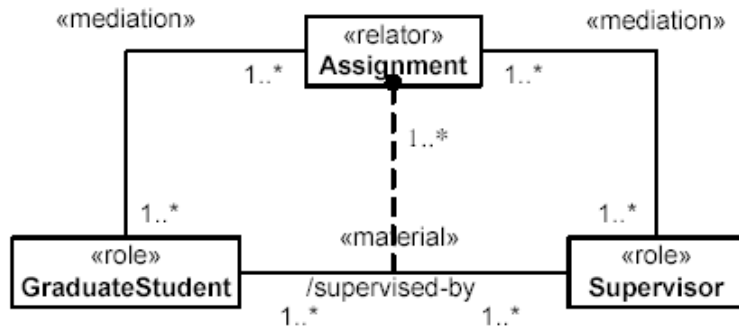 «mediation»
«mediation»
«relator»
Assignment
1..*
1..*
1..*
1..*
1..*
«material»
«role»
GraduateStudent
/supervised-by
«role»
Supervisor
1..*
1..*